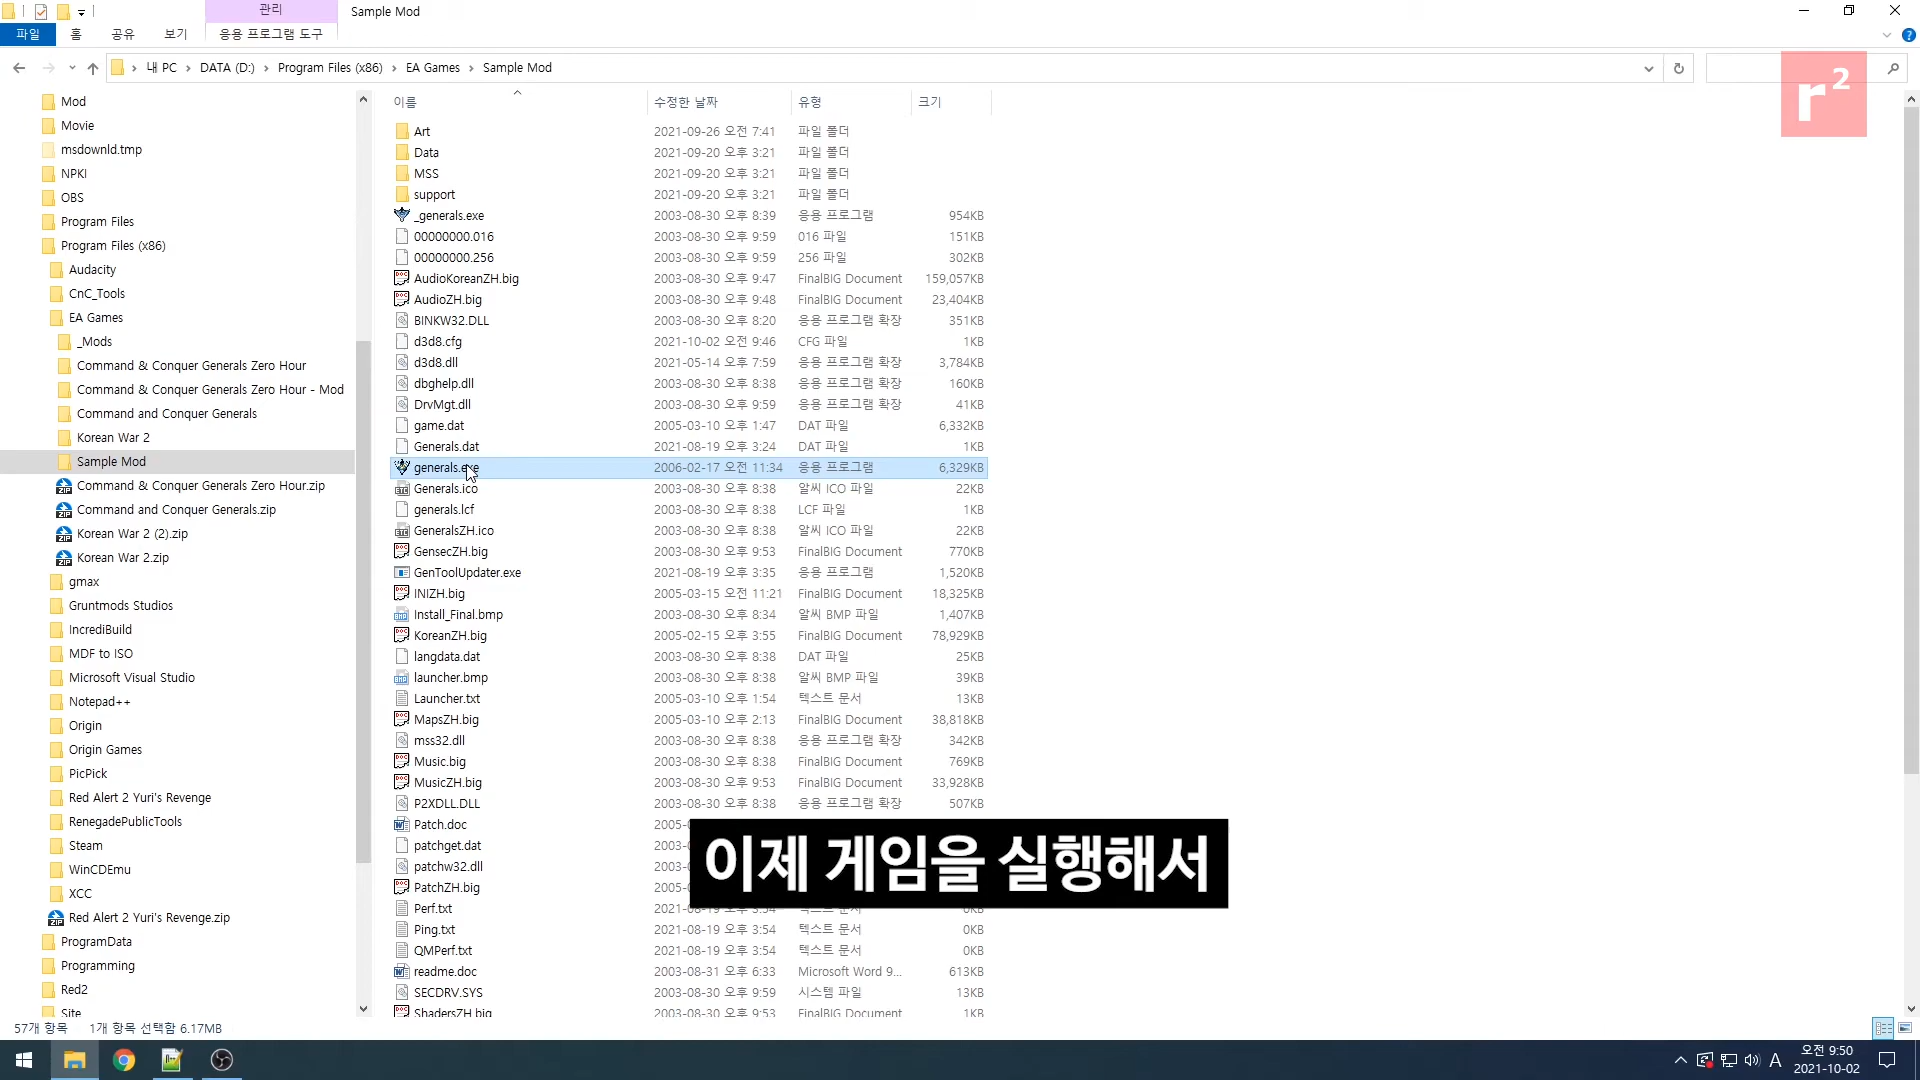 관리
Sample Mod
파일 홈 공유 보기 응용 프로그램 도구
내 PC > DATA (D:) > Program Files (x86) > EA Games > Sample Mod
r²
Mod
Movie
msdownld.tmp
NPKI
OBS
Program Files
Program Files (x86)
Audacity
CnC_Tools
EA Games
_Mods
Command & Conquer Generals Zero Hour
Command & Conquer Generals Zero Hour - Mod
Command and Conquer Generals
Korean War 2
Sample Mod
Command & Conquer Generals Zero Hour.zip
Command and Conquer Generals.zip
Korean War 2 (2).zip
Korean War 2.zip
gmax
Gruntmods Studios
IncrediBuild
MDF to ISO
Microsoft Visual Studio
Notepad++
Origin
Origin Games
PicPick
Red Alert 2 Yuri's Revenge
RenegadePublicTools
Steam
WinCDEmu
XCC
Red Alert 2 Yuri's Revenge.zip
ProgramData
Programming
Red2
Site
이름 수정한 날짜 유형 크기
Art 2021-09-26 오전 7:41 파일 폴더
Data 2021-09-20 오후 3:21 파일 폴더
MSS 2021-09-20 오후 3:21 파일 폴더
support 2021-09-20 오후 3:21 파일 폴더
_generals.exe 2003-08-30 오후 8:39 응용 프로그램 954KB
00000000.016 2003-08-30 오후 9:59 016 파일 151KB
00000000.256 2003-08-30 오후 9:59 256 파일 302KB
AudioKoreanZH.big 2003-08-30 오후 9:47 FinalBIG Document 159,057KB
AudioZH.big 2003-08-30 오후 9:48 FinalBIG Document 23,404KB
BINKW32.DLL 2003-08-30 오후 8:20 응용 프로그램 확장 351KB
d3d8.cfg 2021-10-02 오전 9:46 CFG 파일 1KB
d3d8.dll 2021-05-14 오후 7:59 응용 프로그램 확장 3,784KB
dbghelp.dll 2003-08-30 오후 8:38 응용 프로그램 확장 160KB
DrvMgt.dll 2003-08-30 오후 9:59 응용 프로그램 확장 41KB
game.dat 2005-03-10 오후 1:47 DAT 파일 6,332KB
Generals.dat 2021-08-19 오후 3:24 DAT 파일 1KB
generals.exe 2006-02-17 오전 11:34 응용 프로그램 6,329KB
Generals.ico 2003-08-30 오후 8:38 알씨 ICO 파일 22KB
generals.lcf 2003-08-30 오후 8:38 LCF 파일 1KB
GeneralsZH.ico 2003-08-30 오후 8:38 알씨 ICO 파일 22KB
GensecZH.big 2003-08-30 오후 9:53 FinalBIG Document 770KB
GenToolUpdater.exe 2021-08-19 오후 3:35 응용 프로그램 1,520KB
INIZH.big 2005-03-15 오전 11:21 FinalBIG Document 18,325KB
Install_Final.bmp 2003-08-30 오후 8:34 알씨 BMP 파일 1,407KB
KoreanZH.big 2005-02-15 오후 3:55 FinalBIG Document 78,929KB
langdata.dat 2003-08-30 오후 8:38 DAT 파일 25KB
launcher.bmp 2003-08-30 오후 8:38 알씨 BMP 파일 39KB
Launcher.txt 2005-03-10 오후 1:54 텍스트 문서 13KB
MapsZH.big 2005-03-10 오후 2:13 FinalBIG Document 38,818KB
mss32.dll 2003-08-30 오후 8:38 응용 프로그램 확장 342KB
Music.big 2003-08-30 오후 8:38 FinalBIG Document 769KB
MusicZH.big 2003-08-30 오후 9:53 FinalBIG Document 33,928KB
P2XDLL.DLL 2003-08-30 오후 8:38 응용 프로그램 확장 507KB
Patch.doc 2005-
patchget.dat 2003-
patchw32.dll 2003-
PatchZH.big 2005-
Perf.txt 2021-08-19 오후 3:54 텍스트 문서 0KB
Ping.txt 2021-08-19 오후 3:54 텍스트 문서 0KB
QMPerf.txt 2021-08-19 오후 3:54 텍스트 문서 0KB
readme.doc 2003-08-31 오후 6:33 Microsoft Word 9... 613KB
SECDRV.SYS 2003-08-30 오후 9:59 시스템 파일 13KB
ShadersZH.big 2003-08-30 오후 9:53 FinalBIG Document 1KB
이제 게임을 실행해서
57개 항목 1개 항목 선택함 6.17MB
A
오전 9:50
2021-10-02